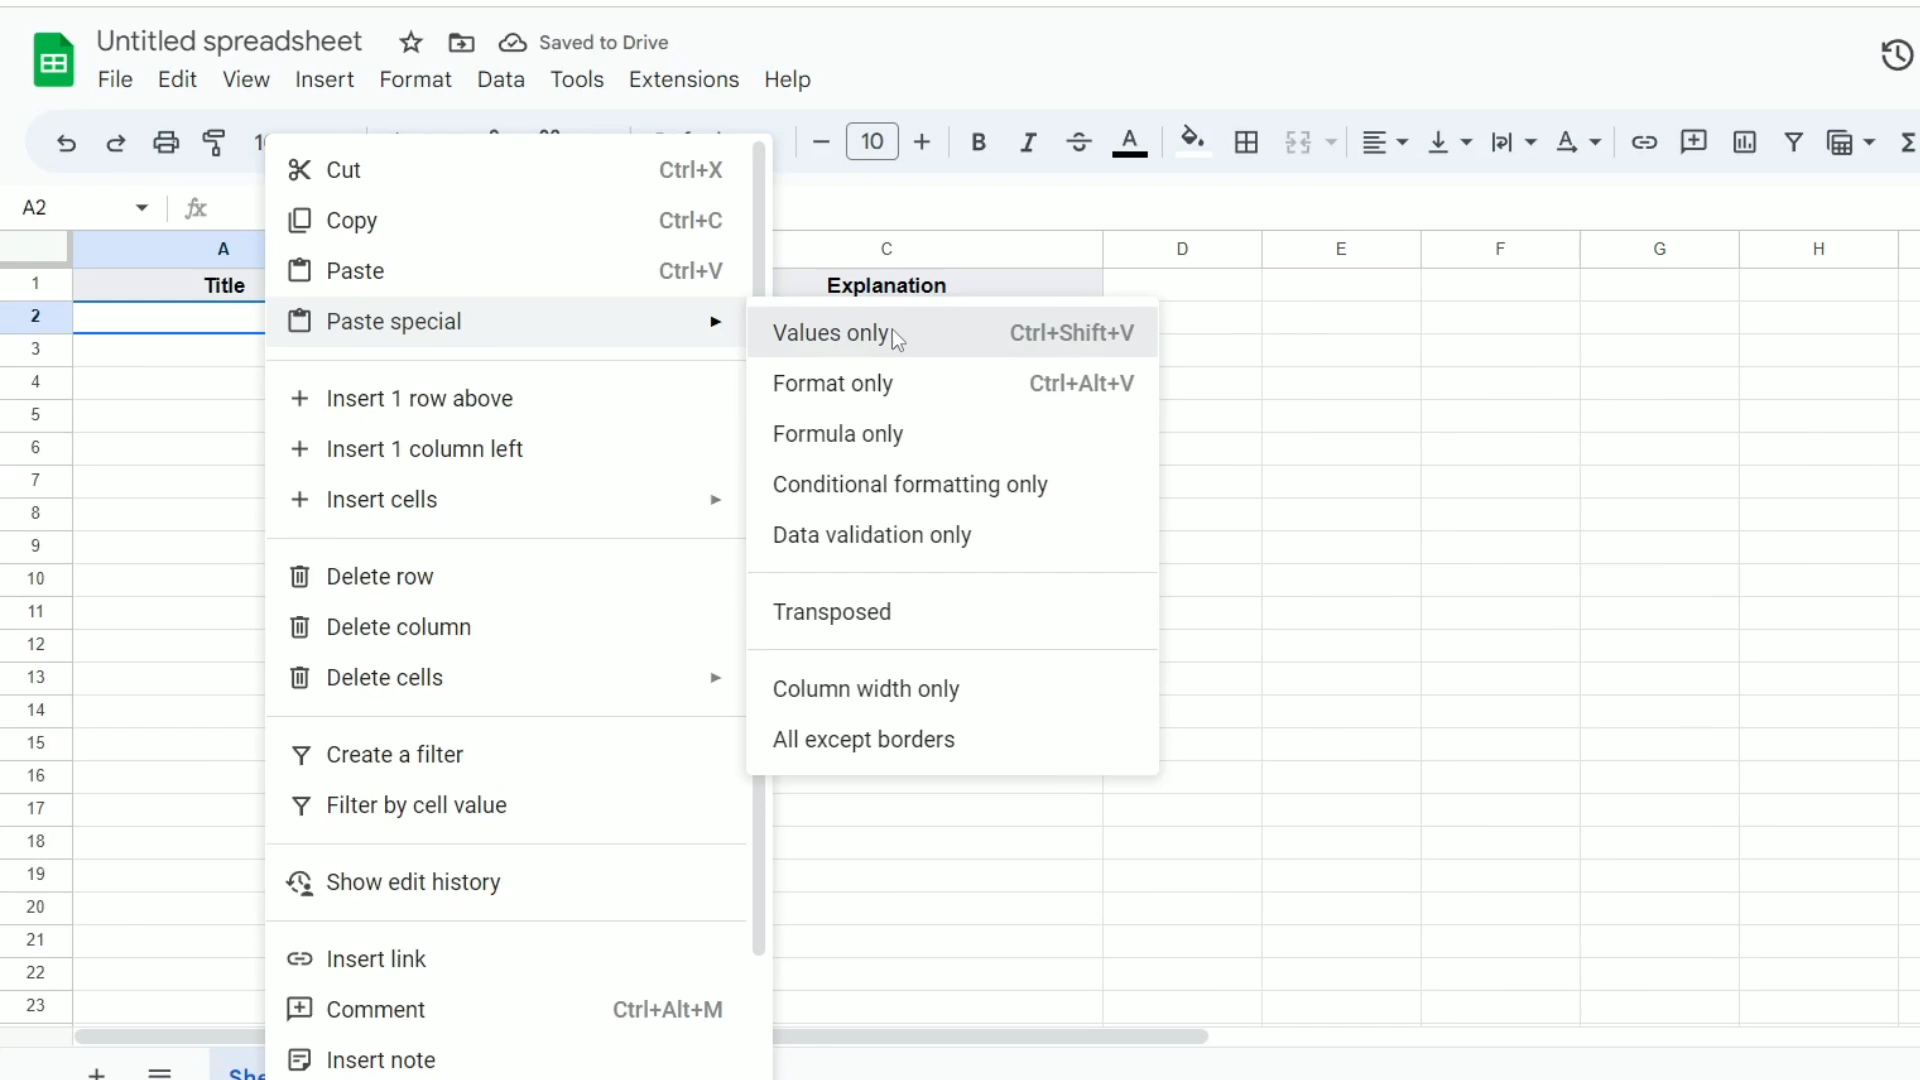 Untitled spreadsheet Saved to Drive
File Edit View Insert Format Data Tools Extensions Help
10
A2
fx
A C D E F G H
Title Explanation
1
2
3
4
5
6
7
8
9
10
11
12
13
14
15
16
17
18
19
20
21
22
23
Cut Ctrl+X
Copy Ctrl+C
Paste Ctrl+V
Paste special
Insert 1 row above
Insert 1 column left
Insert cells
Delete row
Delete column
Delete cells
Create a filter
Filter by cell value
Show edit history
Insert link
Comment Ctrl+Alt+M
Insert note
Values only Ctrl+Shift+V
Format only Ctrl+Alt+V
Formula only
Conditional formatting only
Data validation only
Transposed
Column width only
All except borders